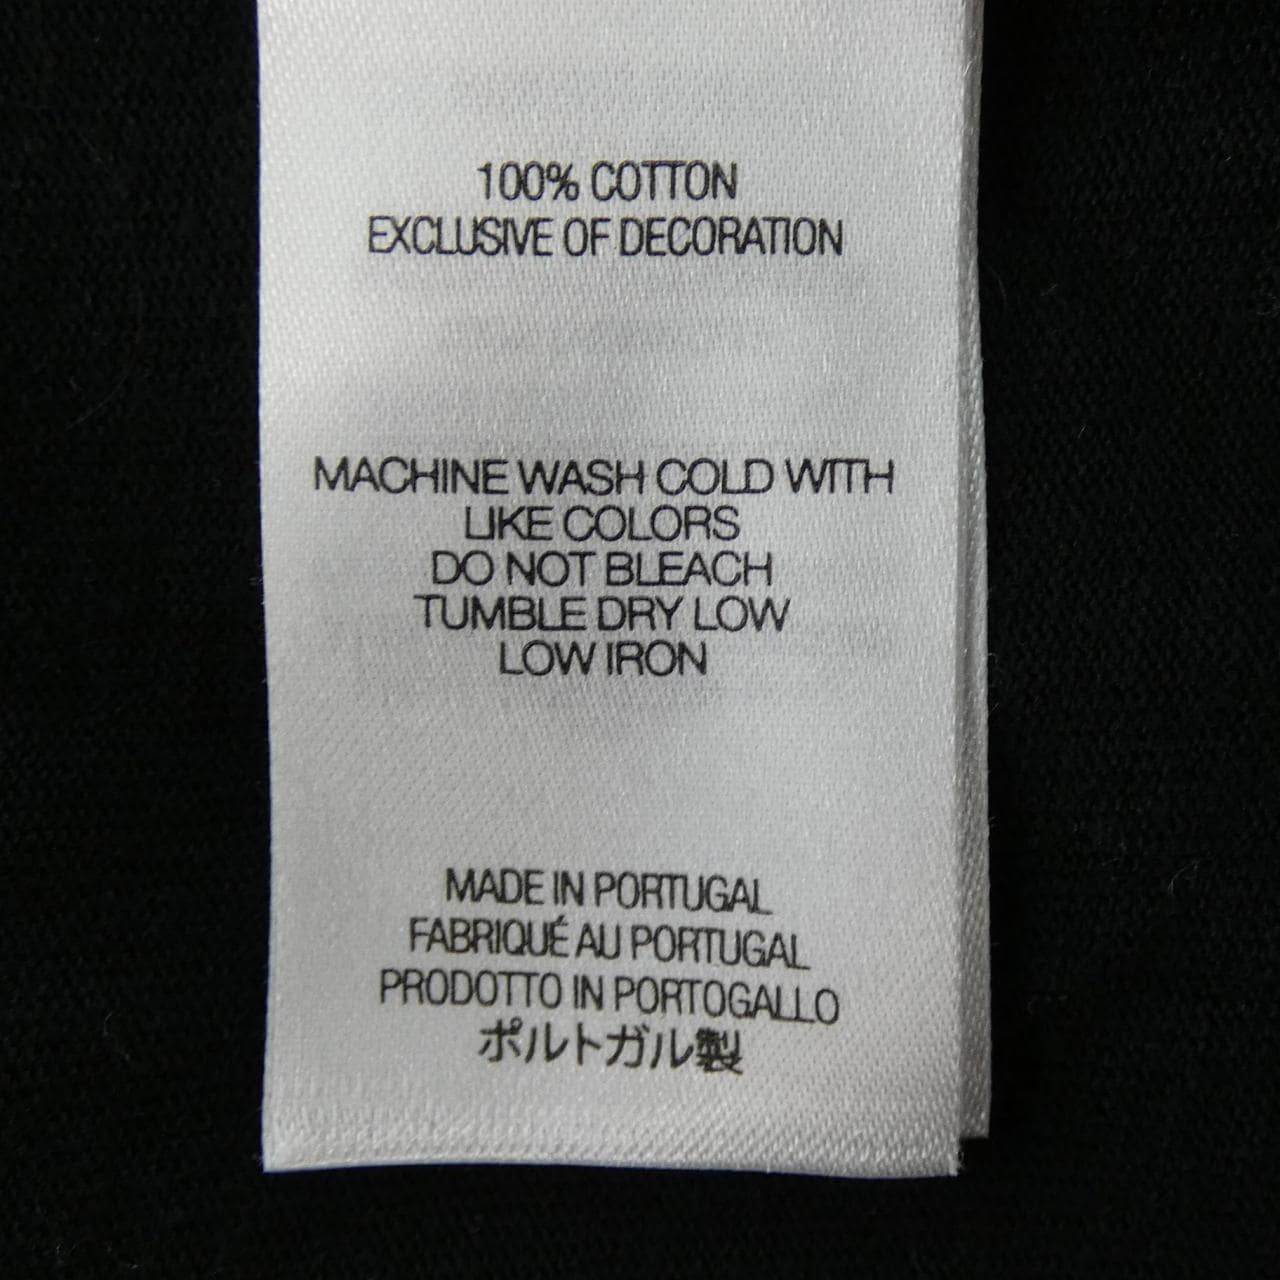 100% COTTON
EXCLUSIVE OF DECORATION
MACHINE WASH COLD WITH
LIKE COLORS
DO NOT BLEACH
TUMBLE DRY LOW
LOW IRON
MADE IN PORTUGAL
FABRIQUÉ AU PORTUGAL
PRODOTTO IN PORTOGALLO
ポルトガル製